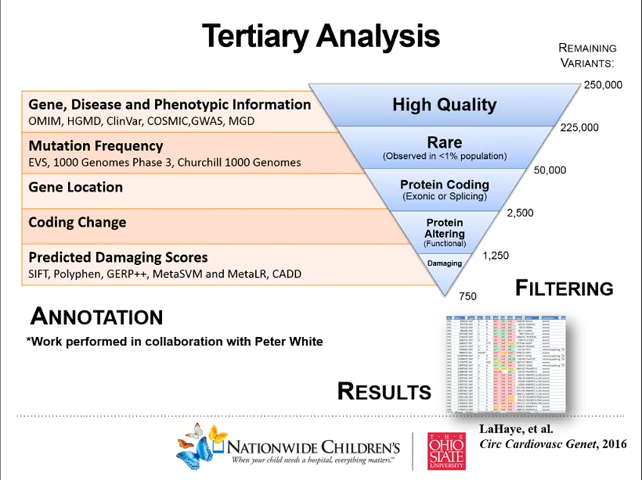 Tertiary Analysis
REMAINING
VARIANTS:
250,000
Gene, Disease and Phenotypic Information
OMIM, HGMD, ClinVar, COSMIC,GWAS, MGD
High Quality
225,000
Mutation Frequency
EVS, 1000 Genomes Phase 3, Churchill 1000 Genomes
Rare
(Observed in <1% population)
50,000
Gene Location
Protein Coding
(Exonic or Splicing)
2,500
Coding Change
Protein
Altering
(Functional)
1,250
Predicted Damaging Scores
SIFT, Polyphen, GERP++, MetaSVM and MetaLR, CADD
Damaging
750
FILTERING
ANNOTATION
*Work performed in collaboration with Peter White
RESULTS
NATIONWIDE CHILDREN'S
When your child needs a hospital, everything matters.
THE
OHIO
STATE
UNIVERSITY
LaHaye, et al.
Circ Cardiovasc Genet, 2016